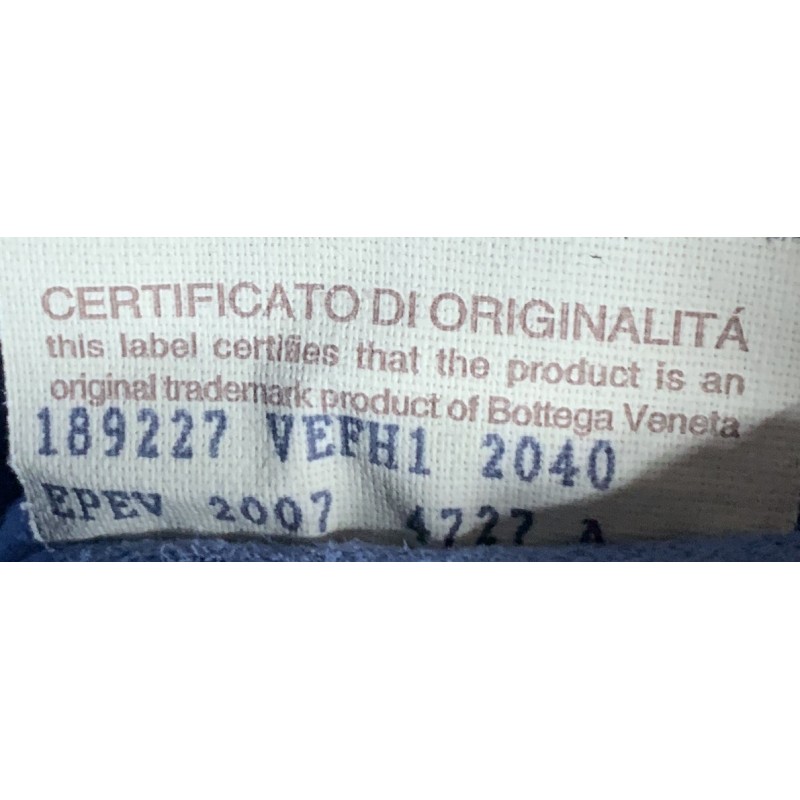 CERTIFICATO DI ORIGINALITÁ
this label certifies that the product is an
original trademark product of Bottega Veneta
189227 VEFH1 2040
EPEV 2007 4727 A